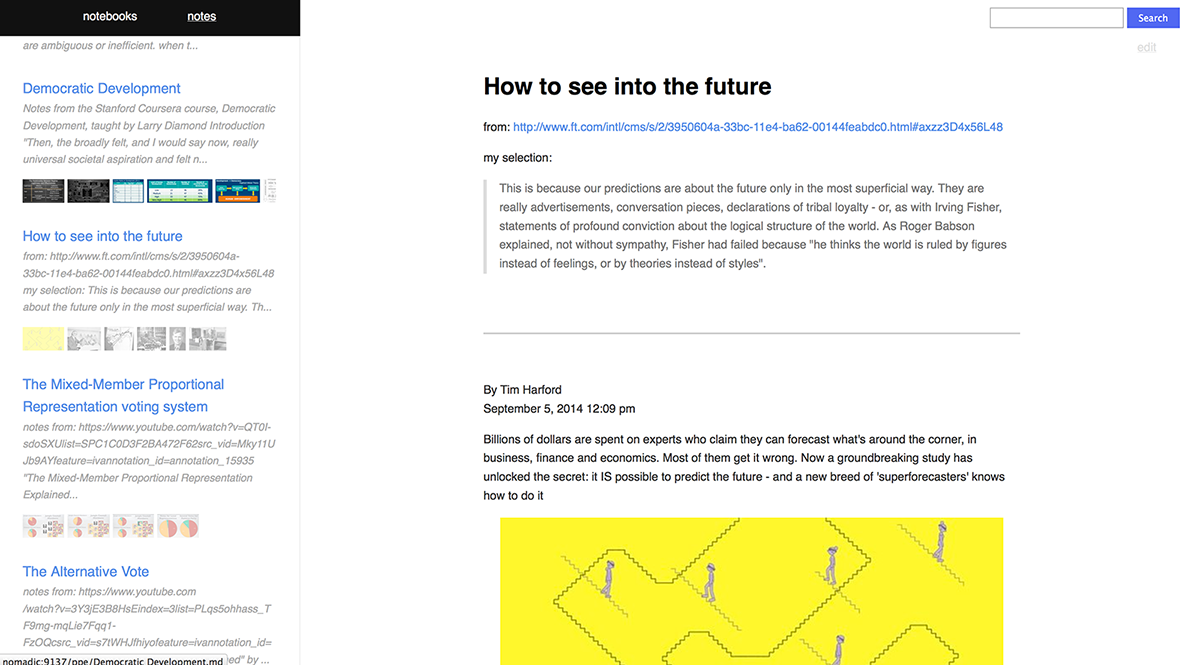 notebooks
notes
Search
edit
are ambiguous or inefficient. when t...
Democratic Development
Notes from the Stanford Coursera course, Democratic
Development, taught by Larry Diamond Introduction
"Then, the broadly felt, and I would say now, really
universal societal aspiration and felt n...
How to see into the future
from: http://www.ft.com/intl/cms/s/2/3950604a-
33bc-11e4-ba62-00144feabdc0.html#axzz3D4x56L48
my selection: This is because our predictions are
about the future only in the most superficial way. Th...
The Mixed-Member Proportional
Representation voting system
notes from: https://www.youtube.com/watch?v=QT0I-
sdoSXUlist=SPC1C0D3F2BA472F62src_vid=Mky11U
Jb9AYfeature=ivannotation_id=annotation_15935
"The Mixed-Member Proportional Representation
Explained...
The Alternative Vote
notes from: https://www.youtube.com
/watch?v=3Y3jE3B8HsEindex=3list=PLqs5ohhass_T
F9mg-mqLie7Fqq1-
FzOQcsrc_vid=s7tWHJfhiyofeature=ivannotation_id=
ed" by ...
nomadic:9137/ppe/Democratic Development.md
How to see into the future
from: http://www.ft.com/intl/cms/s/2/3950604a-33bc-11e4-ba62-00144feabdc0.html#axzz3D4x56L48
my selection:
This is because our predictions are about the future only in the most superficial way. They are
really advertisements, conversation pieces, declarations of tribal loyalty - or, as with Irving Fisher,
statements of profound conviction about the logical structure of the world. As Roger Babson
explained, not without sympathy, Fisher had failed because "he thinks the world is ruled by figures
instead of feelings, or by theories instead of styles".
By Tim Harford
September 5, 2014 12:09 pm
Billions of dollars are spent on experts who claim they can forecast what's around the corner, in
business, finance and economics. Most of them get it wrong. Now a groundbreaking study has
unlocked the secret: it IS possible to predict the future - and a new breed of 'superforecasters' knows
how to do it